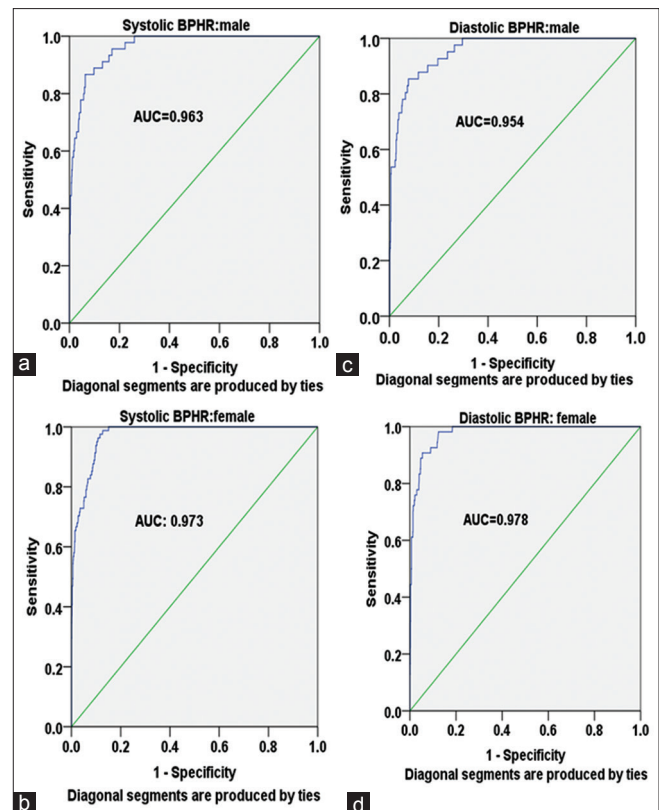 Systolic BPHR:male
1.0
0.8
0.6
0.4
0.2
0.0
Sensitivity
AUC=0.963
0.0 0.2 0.4 0.6 0.8 1.0
1 - Specificity
Diagonal segments are produced by ties
a
Diastolic BPHR:male
1.0
0.8
0.6
0.4
0.2
0.0
Sensitivity
AUC=0.954
0.0 0.2 0.4 0.6 0.8 1.0
1 - Specificity
Diagonal segments are produced by ties
c
Systolic BPHR:female
1.0
0.8
0.6
0.4
0.2
0.0
Sensitivity
AUC: 0.973
0.0 0.2 0.4 0.6 0.8 1.0
1 - Specificity
Diagonal segments are produced by ties
b
Diastolic BPHR: female
1.0
0.8
0.6
0.4
0.2
0.0
Sensitivity
AUC=0.978
0.0 0.2 0.4 0.6 0.8 1.0
1 - Specificity
Diagonal segments are produced by ties
d